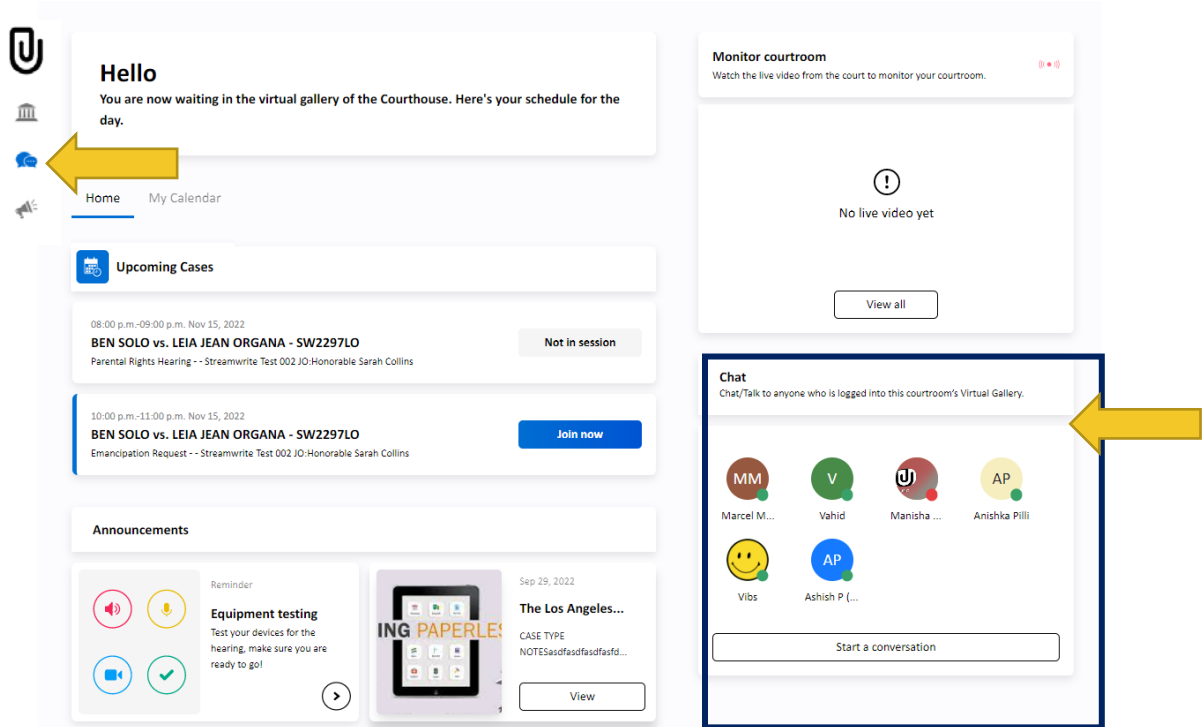 Hello
You are now waiting in the virtual gallery of the Courthouse. Here's your schedule for the
day.
Home
My Calendar
Upcoming Cases
08:00 p.m.-09:00 p.m. Nov 15, 2022
BEN SOLO vs. LEIA JEAN ORGANA - SW2297LO
Parental Rights Hearing - - Streamwrite Test 002 JO:Honorable Sarah Collins
Not in session
10:00 p.m.-11:00 p.m. Nov 15, 2022
BEN SOLO vs. LEIA JEAN ORGANA - SW2297LO
Emancipation Request - - Streamwrite Test 002 JO:Honorable Sarah Collins
Join now
Announcements
Reminder
Equipment testing
Test your devices for the
hearing, make sure you are
ready to go!
ING PAPERLES
Sep 29, 2022
The Los Angeles...
CASE TYPE
NOTESasdfasdfasdfasfd...
View
Monitor courtroom
Watch the live video from the court to monitor your courtroom.
No live video yet
View all
Chat
Chat/Talk to anyone who is logged into this courtroom's Virtual Gallery.
MM
V
AP
Marcel M...
Vahid
Manisha ...
Anishka Pilli
AP
Vibs
Ashish P (...
Start a conversation